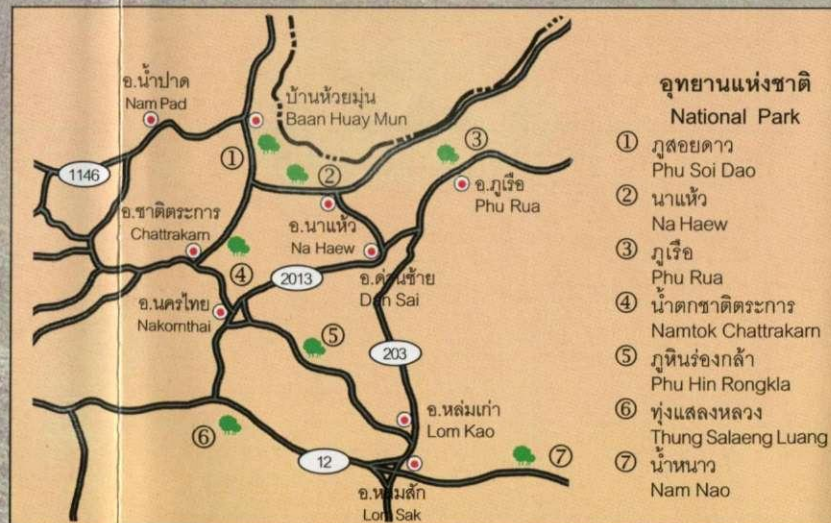 อ.น้ำปาด
Nam Pad
บ้านห้วยมุ่น
Baan Huay Mun
①
②
③
1146
อ.ภูเรือ
Phu Rua
อ.ชาติตระการ
Chattrakarn
อ.นาแห้ว
Na Haew
④
2013
อ.ด่านซ้าย
Dan Sai
อ.นครไทย
Nakornthai
⑤
203
⑥
อ.หล่มเก่า
Lom Kao
12
⑦
อ.หล่มสัก
Lom Sak
อุทยานแห่งชาติ
National Park
① ภูสอยดาว
Phu Soi Dao
② นาแห้ว
Na Haew
③ ภูเรือ
Phu Rua
④ น้ำตกชาติตระการ
Namtok Chattrakarn
⑤ ภูหินร่องกล้า
Phu Hin Rongkla
⑥ ทุ่งแสลงหลวง
Thung Salaeng Luang
⑦ น้ำหนาว
Nam Nao